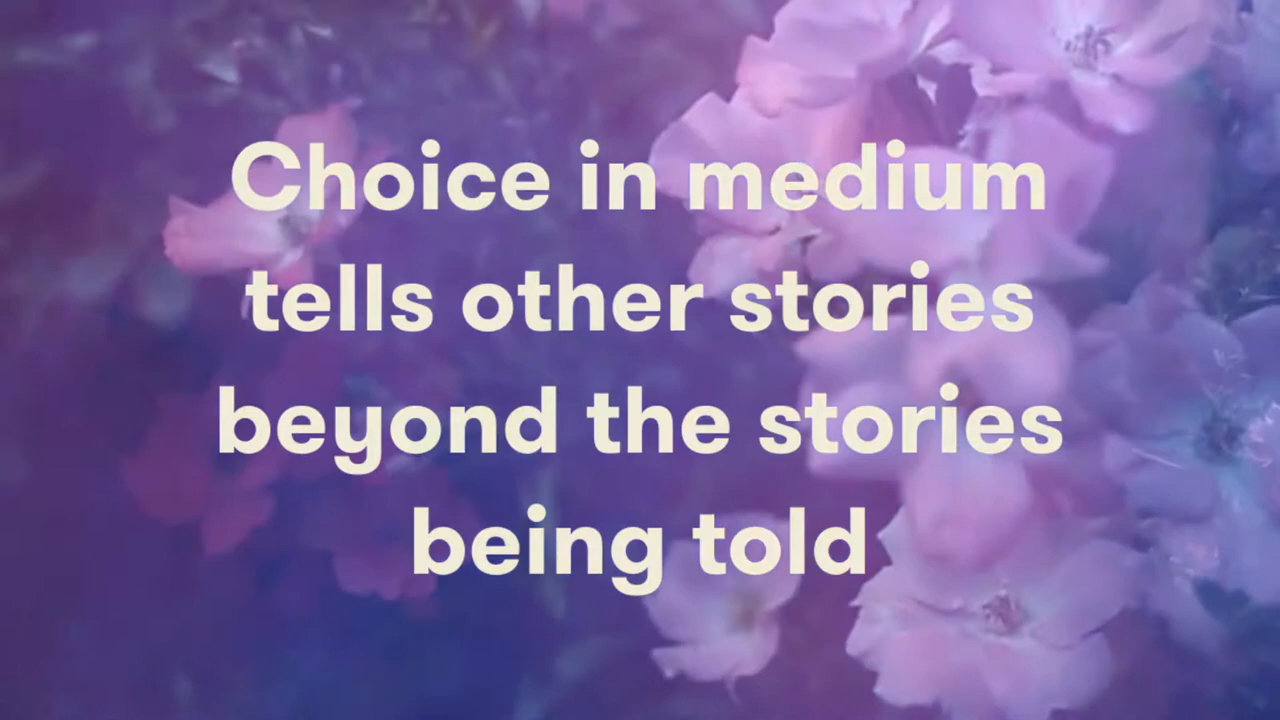 Choice in medium
tells other stories
beyond the stories
being told